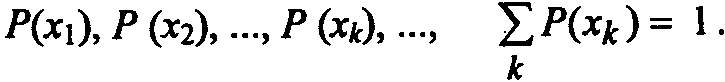 P(x₁), P (x₂), ..., P (xₖ), ..., ∑ₖ P(xₖ) = 1.